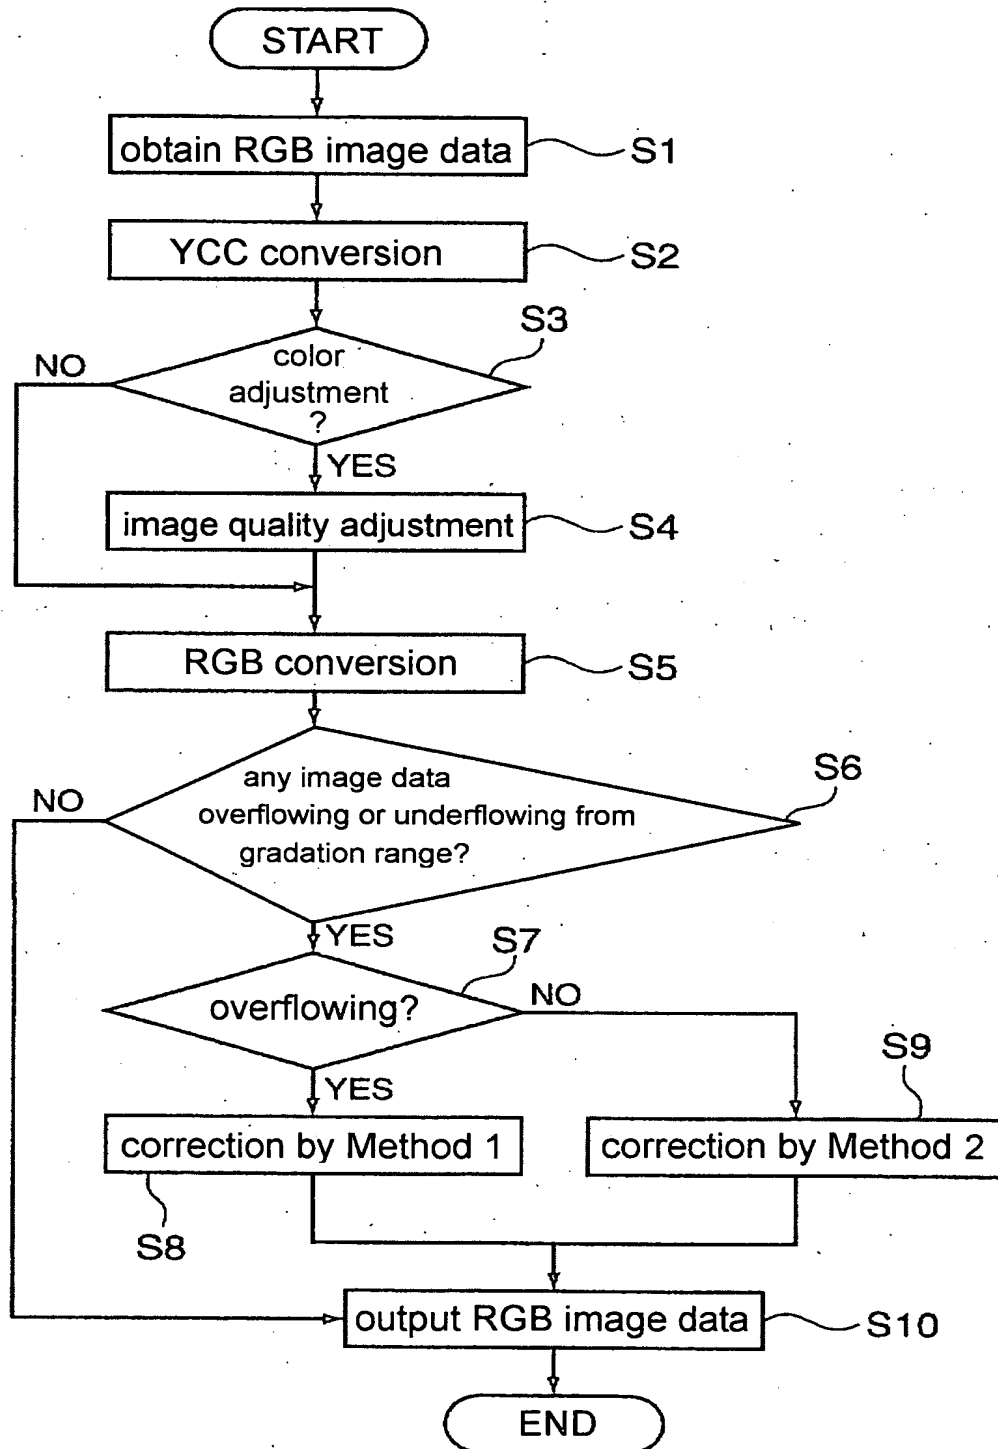 START
obtain RGB image data
S1
YCC conversion
S2
S3
NO
color
adjustment
?
YES
image quality adjustment
S4
RGB conversion
S5
S6
NO
any image data
overflowing or underflowing from
gradation range?
YES
S7
overflowing?
NO
S9
YES
correction by Method 1
correction by Method 2
S8
output RGB image data
S10
END